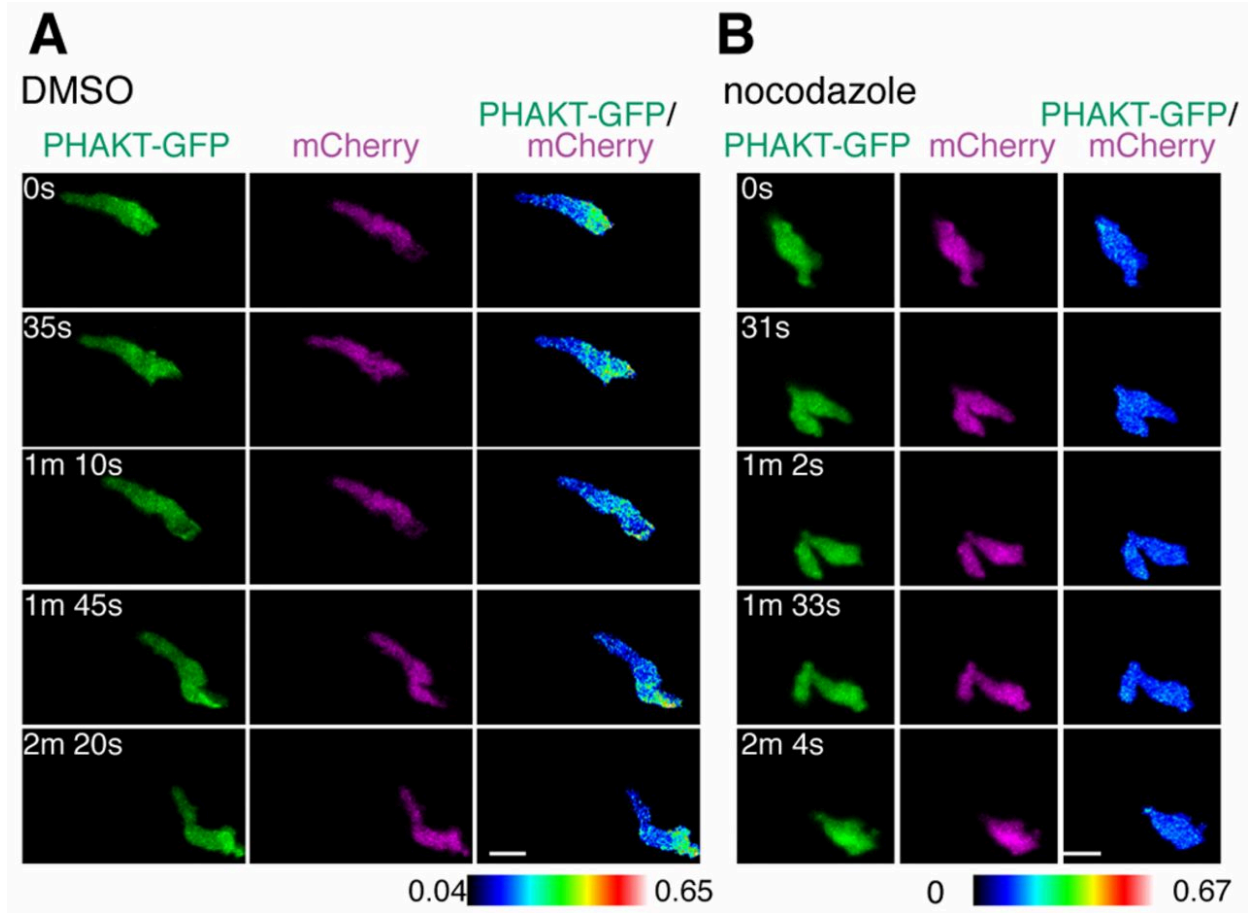 A
DMSO
PHAKT-GFP
mCherry
PHAKT-GFP/
mCherry
0s
35s
1m 10s
1m 45s
2m 20s
0.04
0.65
B
nocodazole
PHAKT-GFP
mCherry
PHAKT-GFP/
mCherry
0s
31s
1m 2s
1m 33s
2m 4s
0
0.67